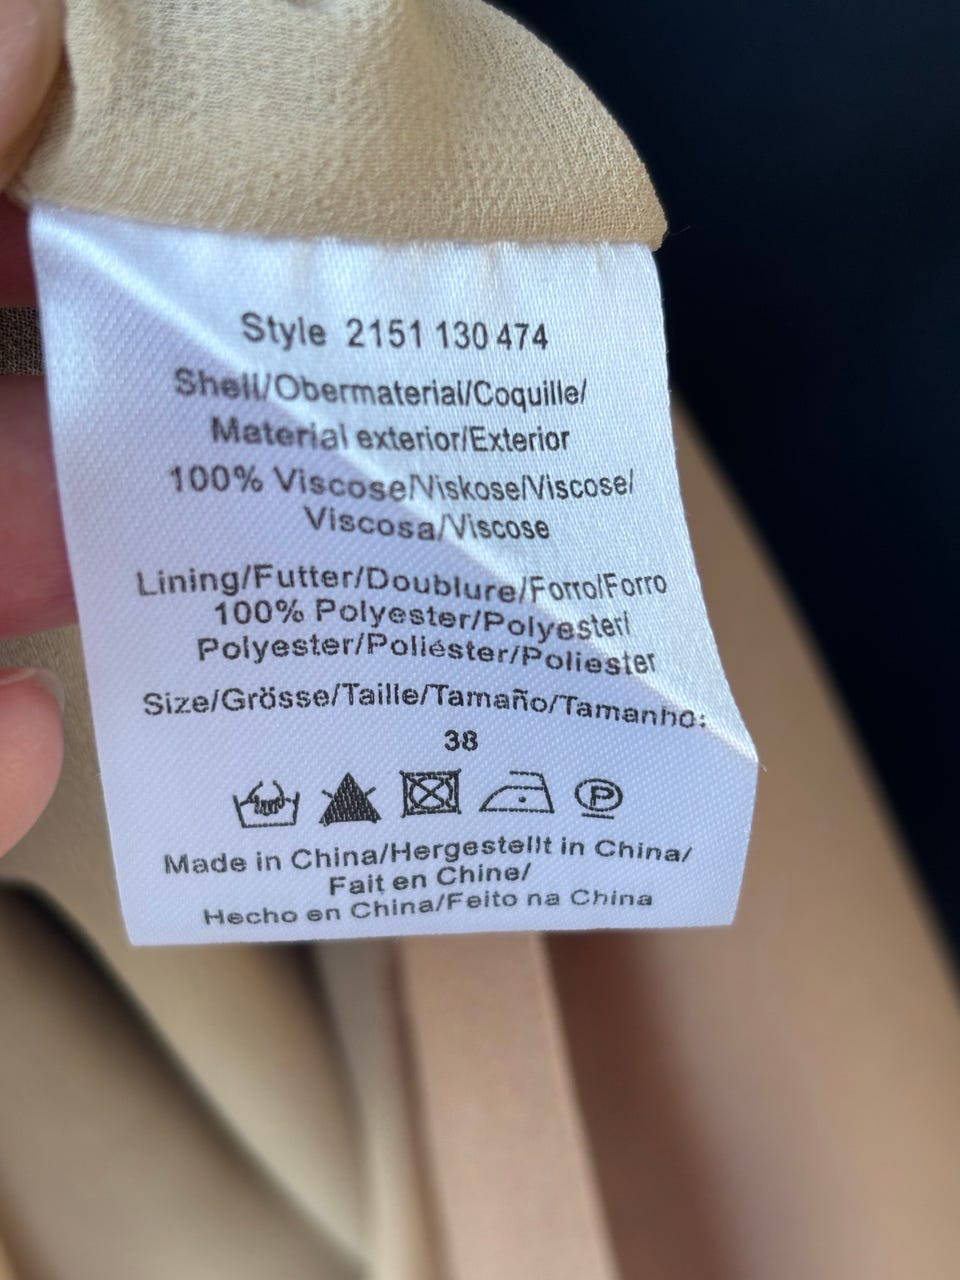 Style 2151 130 474
Shell/Obermaterial/Coquille/
Material exterior/Exterior
100% Viscose/Viskose/Viscose/
Viscosa/Viscose
Lining/Futter/Doublure/Forro/Forro
100% Polyester/Polyester/
Polyester/Poliéster/Poliester
Size/Grösse/Taille/Tamaño/Tamanho:
38
P
Made in China/Hergestellt in China/
Fait en Chine/
Hecho en China/Feito na China